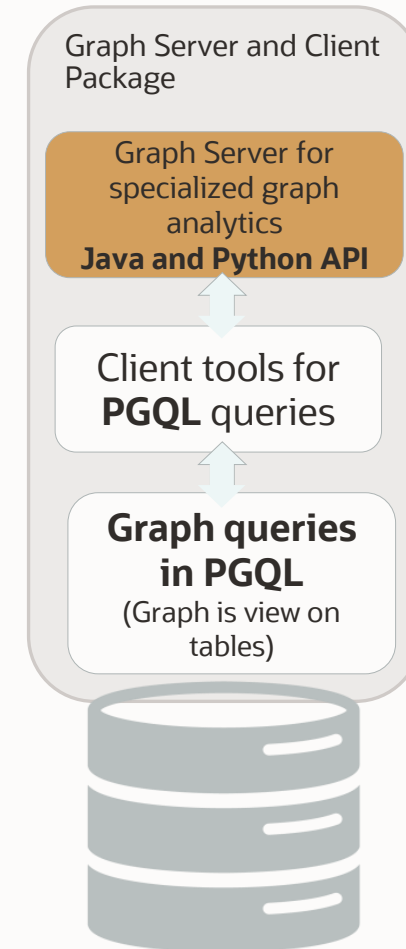 Graph Server and Client
Package
Graph Server for
specialized graph
analytics
Java and Python API
Client tools for
PGQL queries
Graph queries
in PGQL
(Graph is view on
tables)